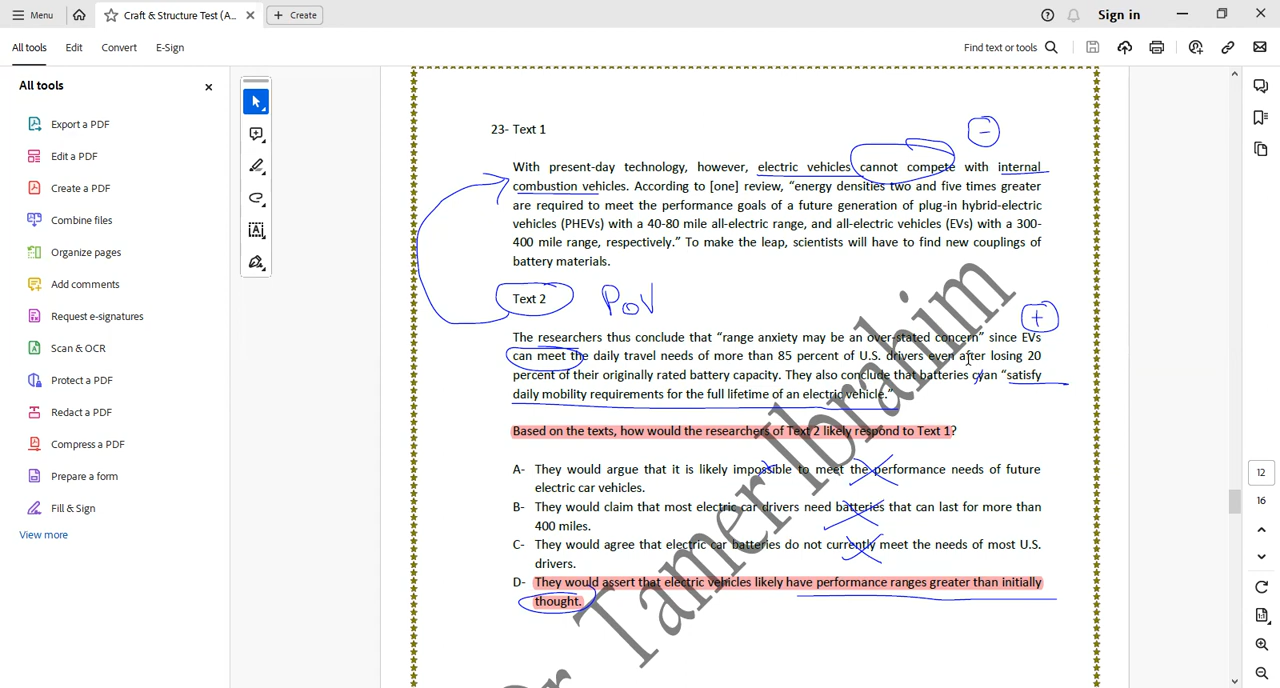 Menu
Craft & Structure Test (A...
Create
Sign in
All tools
Edit
Convert
E-Sign
Find text or tools
All tools
Export a PDF
Edit a PDF
Create a PDF
Combine files
Organize pages
Add comments
Request e-signatures
Scan & OCR
Protect a PDF
Redact a PDF
Compress a PDF
Prepare a form
Fill & Sign
View more
23- Text 1
With present-day technology, however, electric vehicles cannot compete with internal
combustion vehicles. According to [one] review, “energy densities two and five times greater
are required to meet the performance goals of a future generation of plug-in hybrid-electric
vehicles (PHEVs) with a 40-80 mile all-electric range, and all-electric vehicles (EVs) with a 300-
400 mile range, respectively.” To make the leap, scientists will have to find new couplings of
battery materials.
Text 2
PoV
The researchers thus conclude that “range anxiety may be an over-stated concern” since EVs
can meet the daily travel needs of more than 85 percent of U.S. drivers even after losing 20
percent of their originally rated battery capacity. They also conclude that batteries can “satisfy
daily mobility requirements for the full lifetime of an electric vehicle.”
Based on the texts, how would the researchers of Text 2 likely respond to Text 1?
A- They would argue that it is likely impossible to meet the performance needs of future
electric car vehicles.
B- They would claim that most electric car drivers need batteries that can last for more than
400 miles.
C- They would agree that electric car batteries do not currently meet the needs of most U.S.
drivers.
D- They would assert that electric vehicles likely have performance ranges greater than initially
thought.
Dr Tamer Ibrahim
12
16